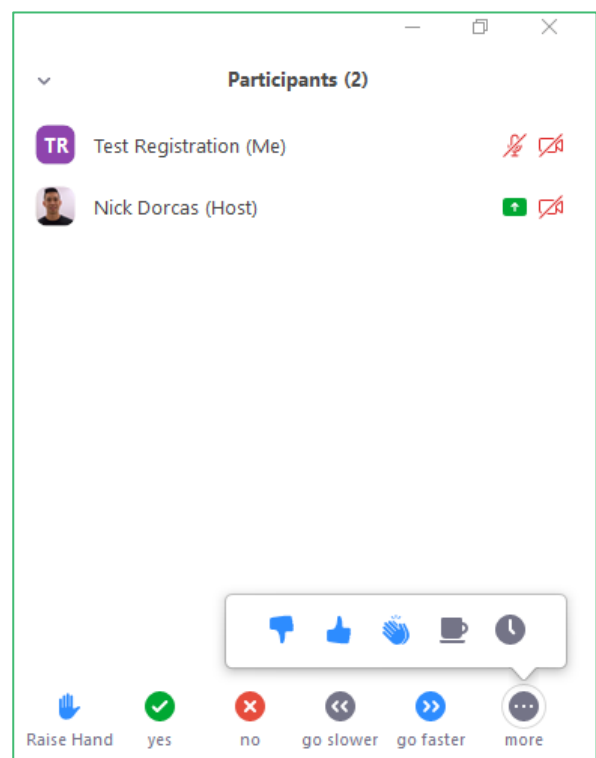 Participants (2)
TR Test Registration (Me)
Nick Dorcas (Host)
Raise Hand yes no go slower go faster more